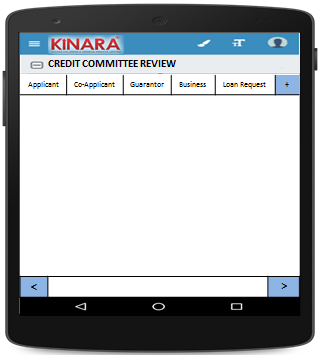 KINARA
CREDIT COMMITTEE REVIEW
Applicant Co-Applicant Guarantor Business Loan Request +
< >